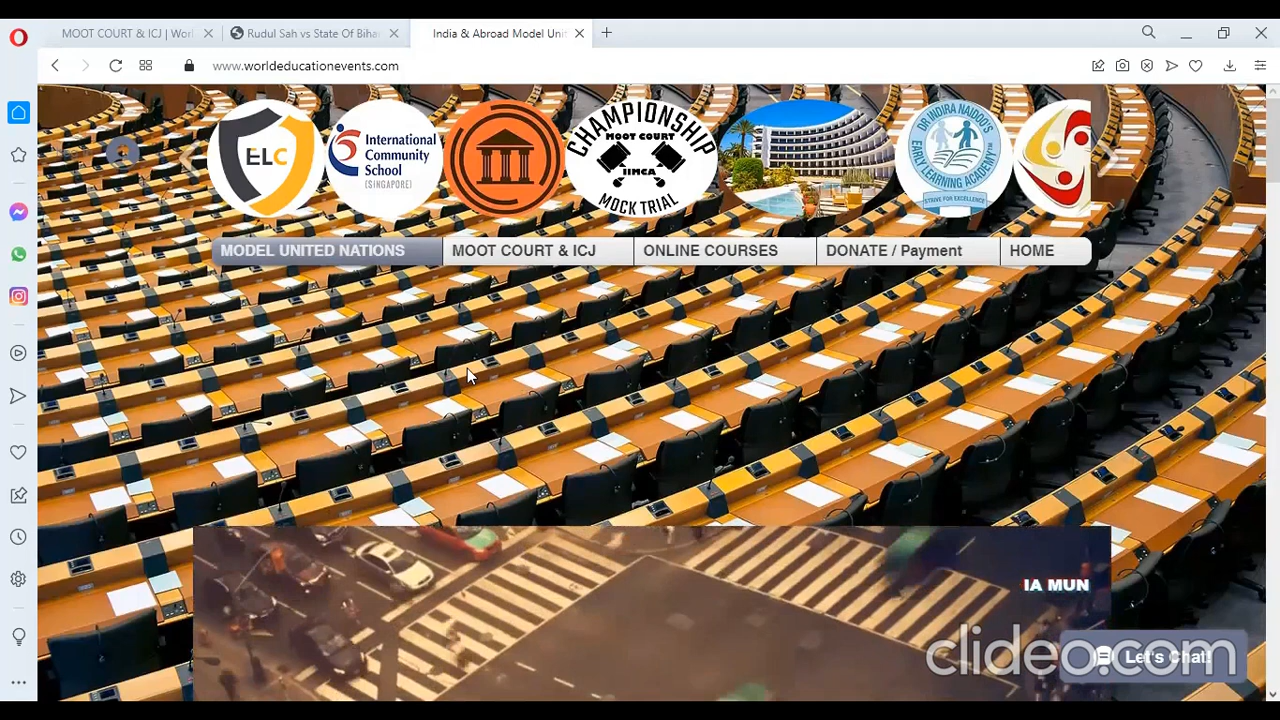 MOOT COURT & ICJ | Worl
Rudul Sah vs State Of Biha
India & Abroad Model Uni
www.worldeducationevents.com
ELC
International
Community
School
[SINGAPORE]
CHAMPIONSHIP
MOOT COURT
IIMCA
MOCK TRIAL
DR.INDIRA NAIDOO'S
EARLY LEARNING ACADEMY
STRIVE FOR EXCELLENCE
MODEL UNITED NATIONS
MOOT COURT & ICJ
ONLINE COURSES
DONATE / Payment
HOME
IA MUN
clideo.com
Let's Chat!